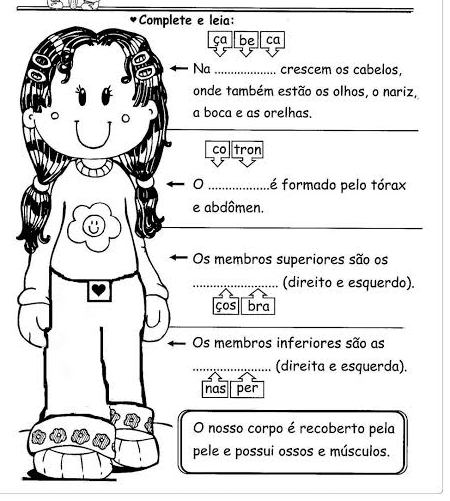 ♥Complete e leia:
ça be ca
Na .................... crescem os cabelos,
onde também estão os olhos, o nariz,
a boca e as orelhas.
co tron
O ....................é formado pelo tórax
e abdômen.
Os membros superiores são os
............................ (direito e esquerdo).
ços bra
Os membros inferiores são as
.......................... (direita e esquerda).
nas per
O nosso corpo é recoberto pela
pele e possui ossos e músculos.